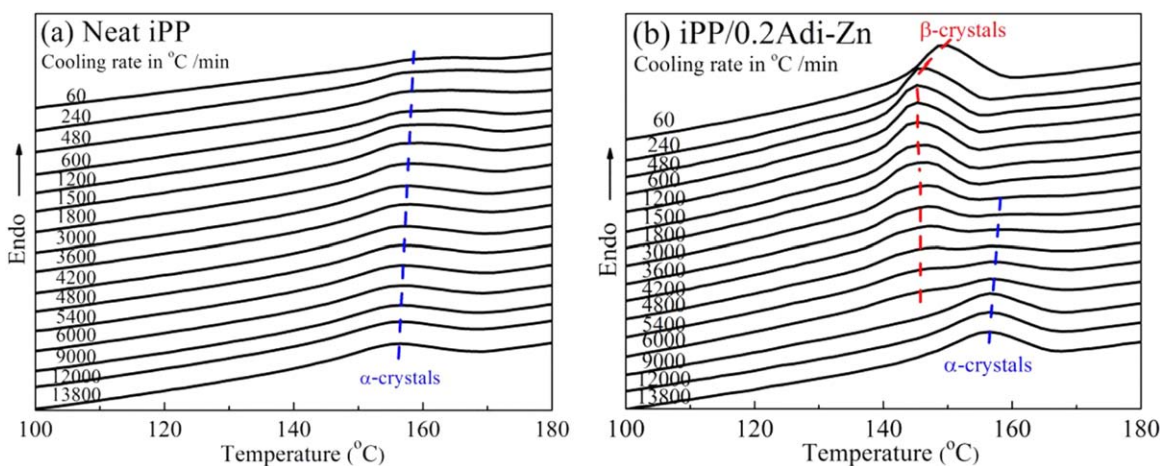 (a) Neat iPP
Cooling rate in °C /min
60
240
480
600
1200
1500
1800
3000
3600
4200
4800
5400
6000
9000
12000
13800
α-crystals
Endo
100 120 140 160 180
Temperature (°C)
(b) iPP/0.2Adi-Zn
β-crystals
Cooling rate in °C /min
60
240
480
600
1200
1500
1800
3000
3600
4200
4800
5400
6000
9000
12000
13800
α-crystals
Endo
100 120 140 160 180
Temperature (°C)